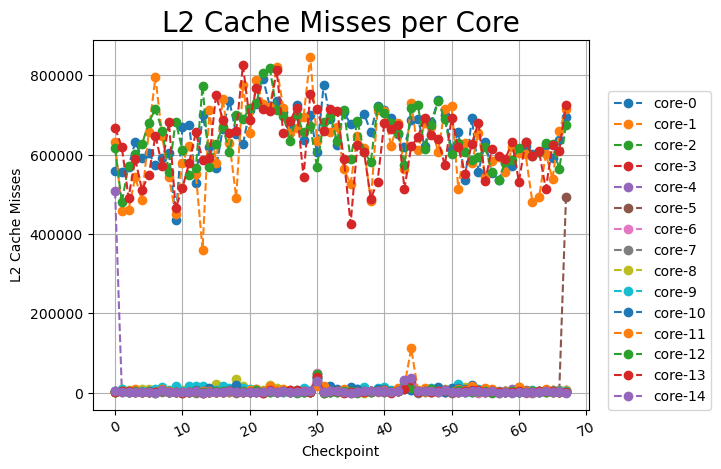 L2 Cache Misses per Core
L2 Cache Misses
800000
600000
400000
200000
0
0 10 20 30 40 50 60 70
Checkpoint
core-0
core-1
core-2
core-3
core-4
core-5
core-6
core-7
core-8
core-9
core-10
core-11
core-12
core-13
core-14